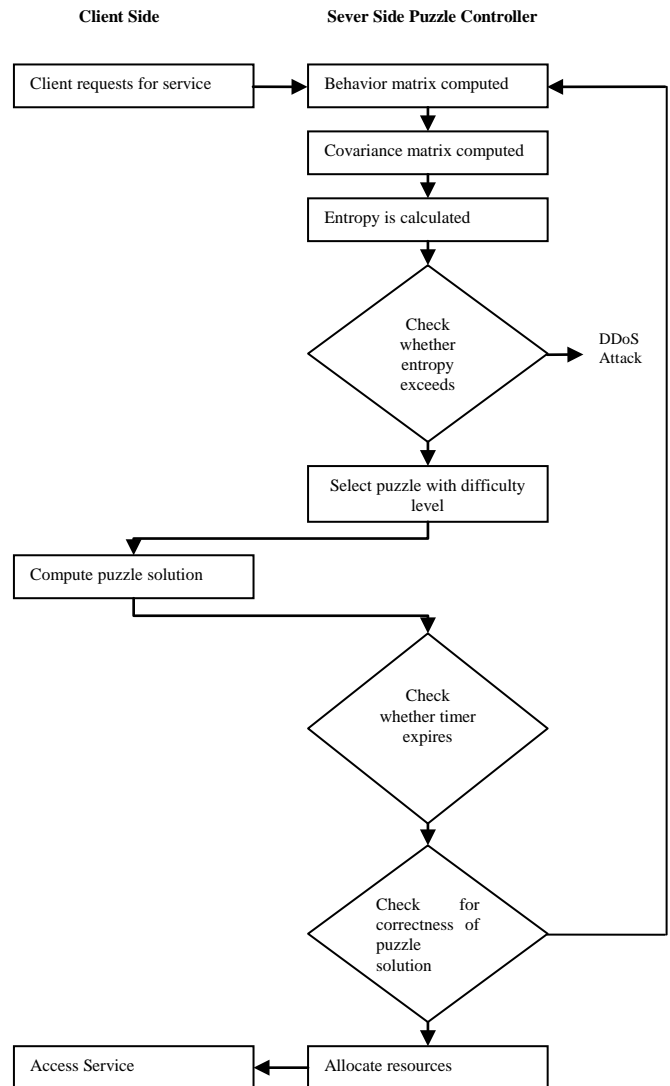 Client Side
Sever Side Puzzle Controller
Client requests for service
Behavior matrix computed
Covariance matrix computed
Entropy is calculated
Check
whether
entropy
exceeds
DDoS
Attack
Select puzzle with difficulty
level
Compute puzzle solution
Check
whether timer
expires
Check for
correctness of
puzzle
solution
Access Service
Allocate resources